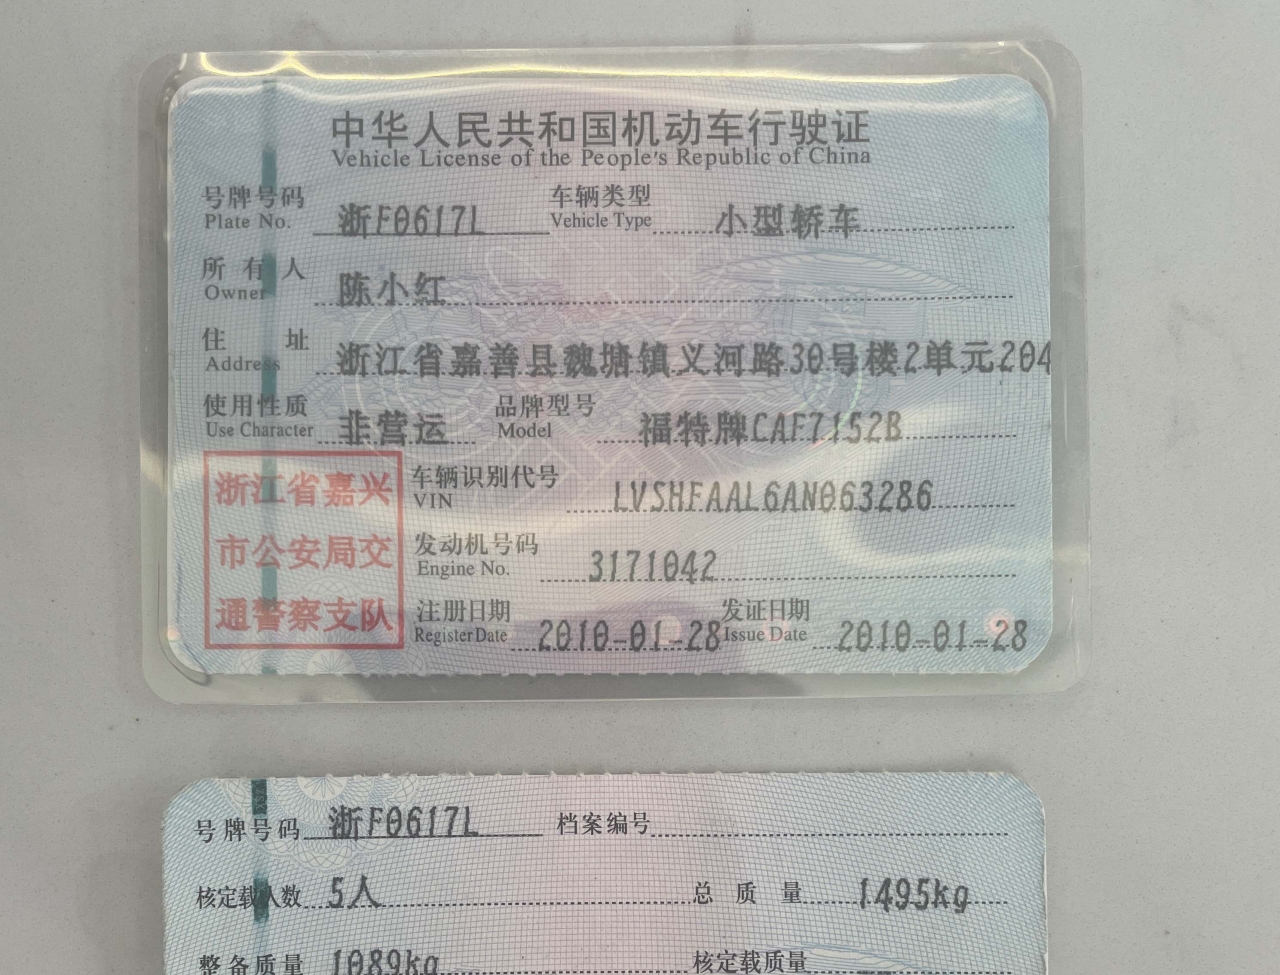 中华人民共和国机动车行驶证
Vehicle License of the People's Republic of China
号牌号码 浙F0617L 车辆类型 小型轿车
Plate No. Vehicle Type
所有人 陈小红
Owner
住址 浙江省嘉善县魏塘镇义河路30号楼2单元204
Address
使用性质 非营运 品牌型号 福特牌CAF7152B
Use Character Model
浙江省嘉兴
市公安局交
通警察支队
车辆识别代号 LVSHFAAL6AN063286
VIN
发动机号码 3171042
Engine No.
注册日期 2010-01-28 发证日期 2010-01-28
Register Date Issue Date
号牌号码 浙F0617L 档案编号
核定载人数 5人 总质量 1495kg
整备质量 1089kg 核定载质量